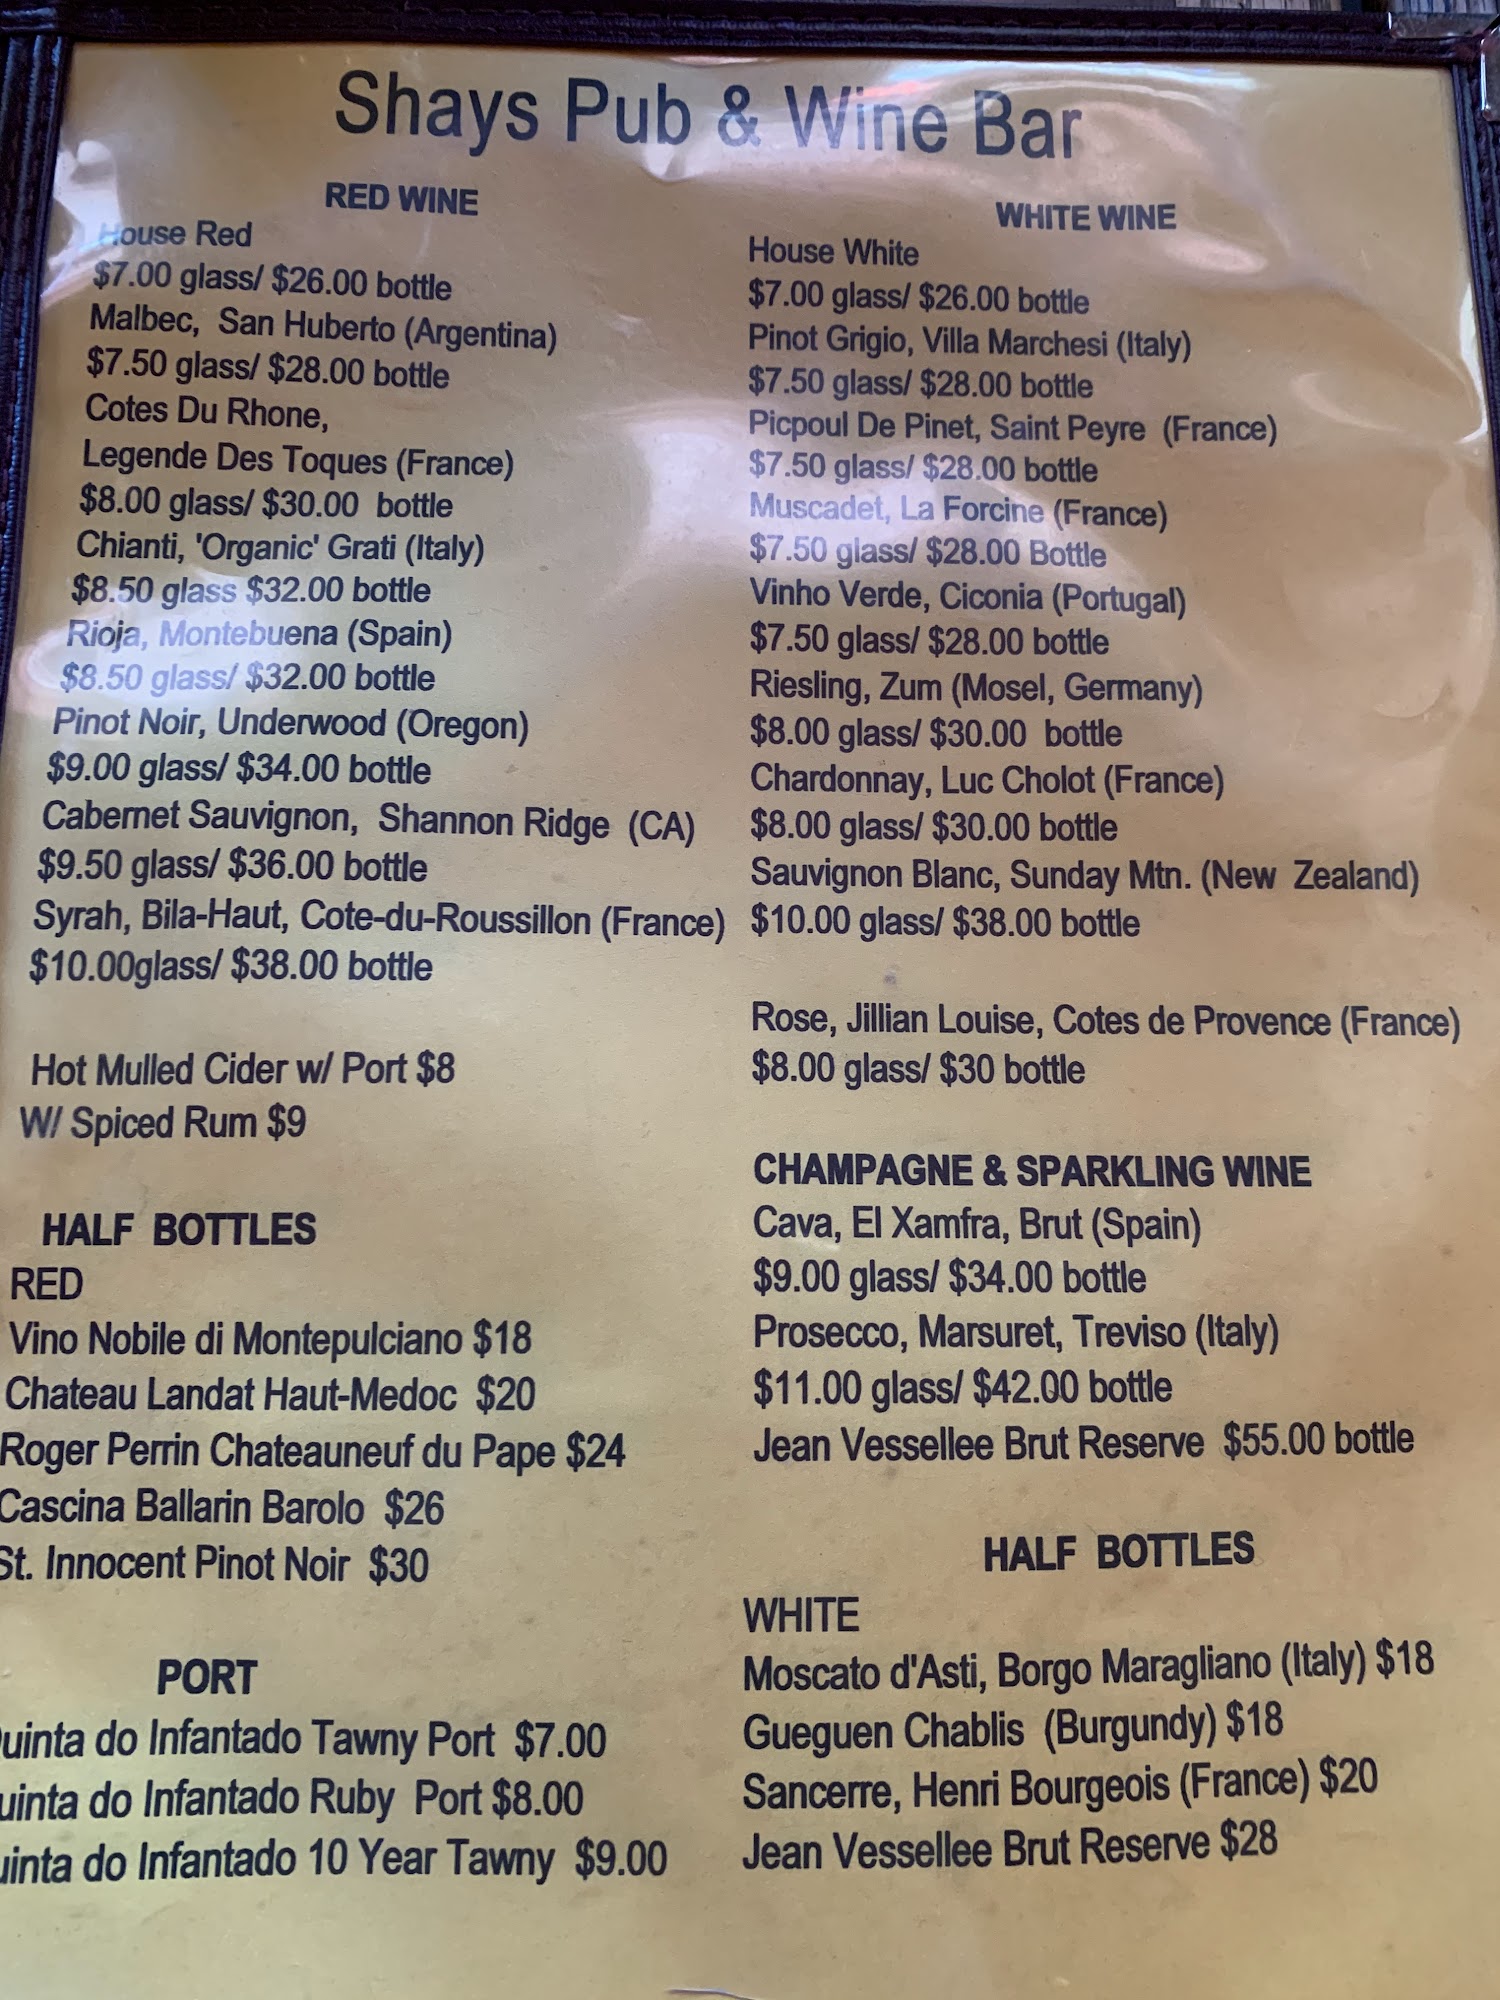 Shays Pub & Wine Bar
RED WINE
House Red
$7.00 glass/ $26.00 bottle
Malbec, San Huberto (Argentina)
$7.50 glass/ $28.00 bottle
Cotes Du Rhone,
Legende Des Toques (France)
$8.00 glass/ $30.00 bottle
Chianti, 'Organic' Grati (Italy)
$8.50 glass $32.00 bottle
Rioja, Montebuena (Spain)
$8.50 glass/ $32.00 bottle
Pinot Noir, Underwood (Oregon)
$9.00 glass/ $34.00 bottle
Cabernet Sauvignon, Shannon Ridge (CA)
$9.50 glass/ $36.00 bottle
Syrah, Bila-Haut, Cote-du-Roussillon (France)
$10.00glass/ $38.00 bottle
Hot Mulled Cider w/ Port $8
W/ Spiced Rum $9
HALF BOTTLES
RED
Vino Nobile di Montepulciano $18
Chateau Landat Haut-Medoc $20
Roger Perrin Chateauneuf du Pape $24
Cascina Ballarin Barolo $26
St. Innocent Pinot Noir $30
PORT
uinta do Infantado Tawny Port $7.00
uinta do Infantado Ruby Port $8.00
uinta do Infantado 10 Year Tawny $9.00
WHITE WINE
House White
$7.00 glass/ $26.00 bottle
Pinot Grigio, Villa Marchesi (Italy)
$7.50 glass/ $28.00 bottle
Picpoul De Pinet, Saint Peyre (France)
$7.50 glass/ $28.00 bottle
Muscadet, La Forcine (France)
$7.50 glass/ $28.00 Bottle
Vinho Verde, Ciconia (Portugal)
$7.50 glass/ $28.00 bottle
Riesling, Zum (Mosel, Germany)
$8.00 glass/ $30.00 bottle
Chardonnay, Luc Cholot (France)
$8.00 glass/ $30.00 bottle
Sauvignon Blanc, Sunday Mtn. (New Zealand)
$10.00 glass/ $38.00 bottle
Rose, Jillian Louise, Cotes de Provence (France)
$8.00 glass/ $30 bottle
CHAMPAGNE & SPARKLING WINE
Cava, El Xamfra, Brut (Spain)
$9.00 glass/ $34.00 bottle
Prosecco, Marsuret, Treviso (Italy)
$11.00 glass/ $42.00 bottle
Jean Vessellee Brut Reserve $55.00 bottle
HALF BOTTLES
WHITE
Moscato d'Asti, Borgo Maragliano (Italy) $18
Gueguen Chablis (Burgundy) $18
Sancerre, Henri Bourgeois (France) $20
Jean Vessellee Brut Reserve $28